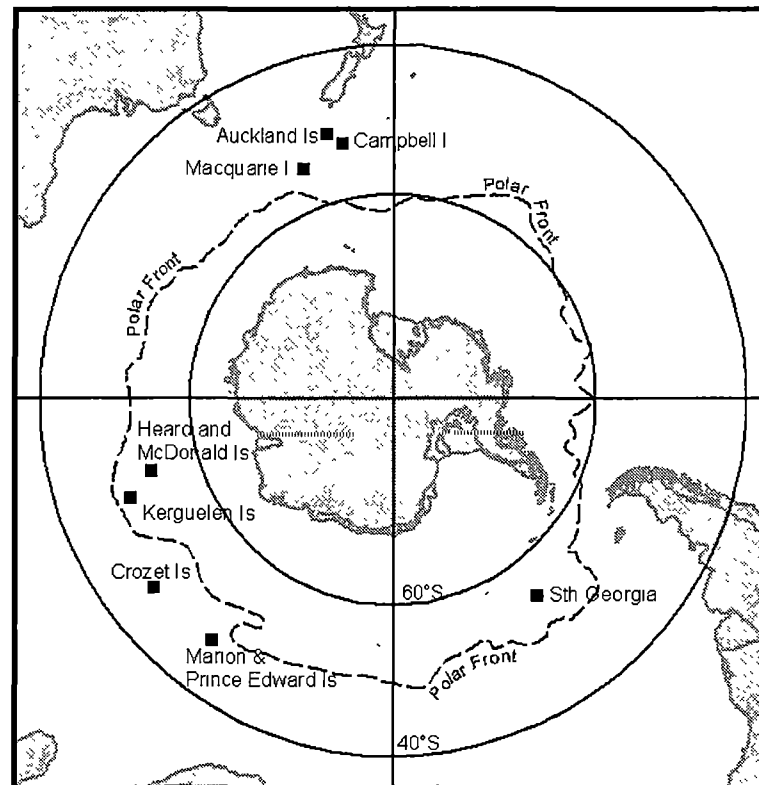 Auckland Is
Campbell I
Macquarie I
Polar Front
Polar Front
Heard and
McDonald Is
Kerguelen Is
Crozet Is
60°S
Sth Georgia
Marion &
Prince Edward Is
Polar Front
40°S